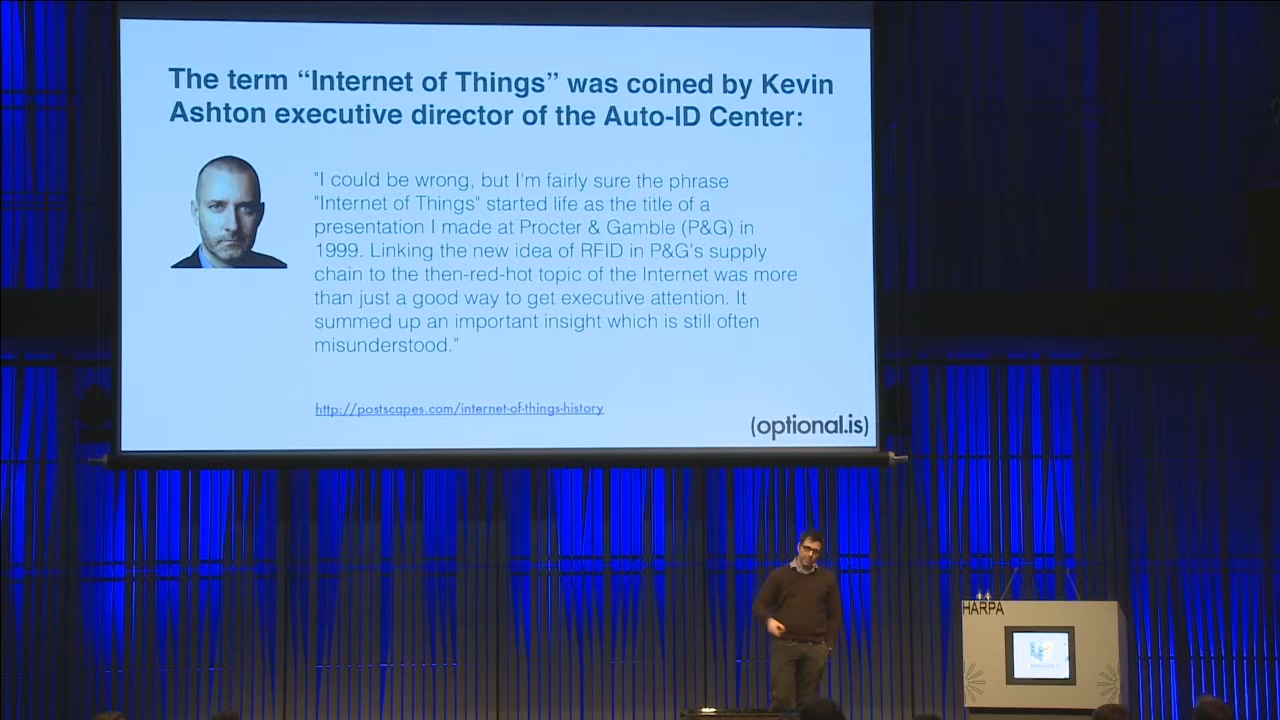 The term “Internet of Things” was coined by Kevin
Ashton executive director of the Auto-ID Center:
"I could be wrong, but I'm fairly sure the phrase
"Internet of Things" started life as the title of a
presentation I made at Procter & Gamble (P&G) in
1999. Linking the new idea of RFID in P&G's supply
chain to the then-red-hot topic of the Internet was more
than just a good way to get executive attention. It
summed up an important insight which is still often
misunderstood."
http://postscapes.com/internet-of-things-history
(optional.is)
HARPA